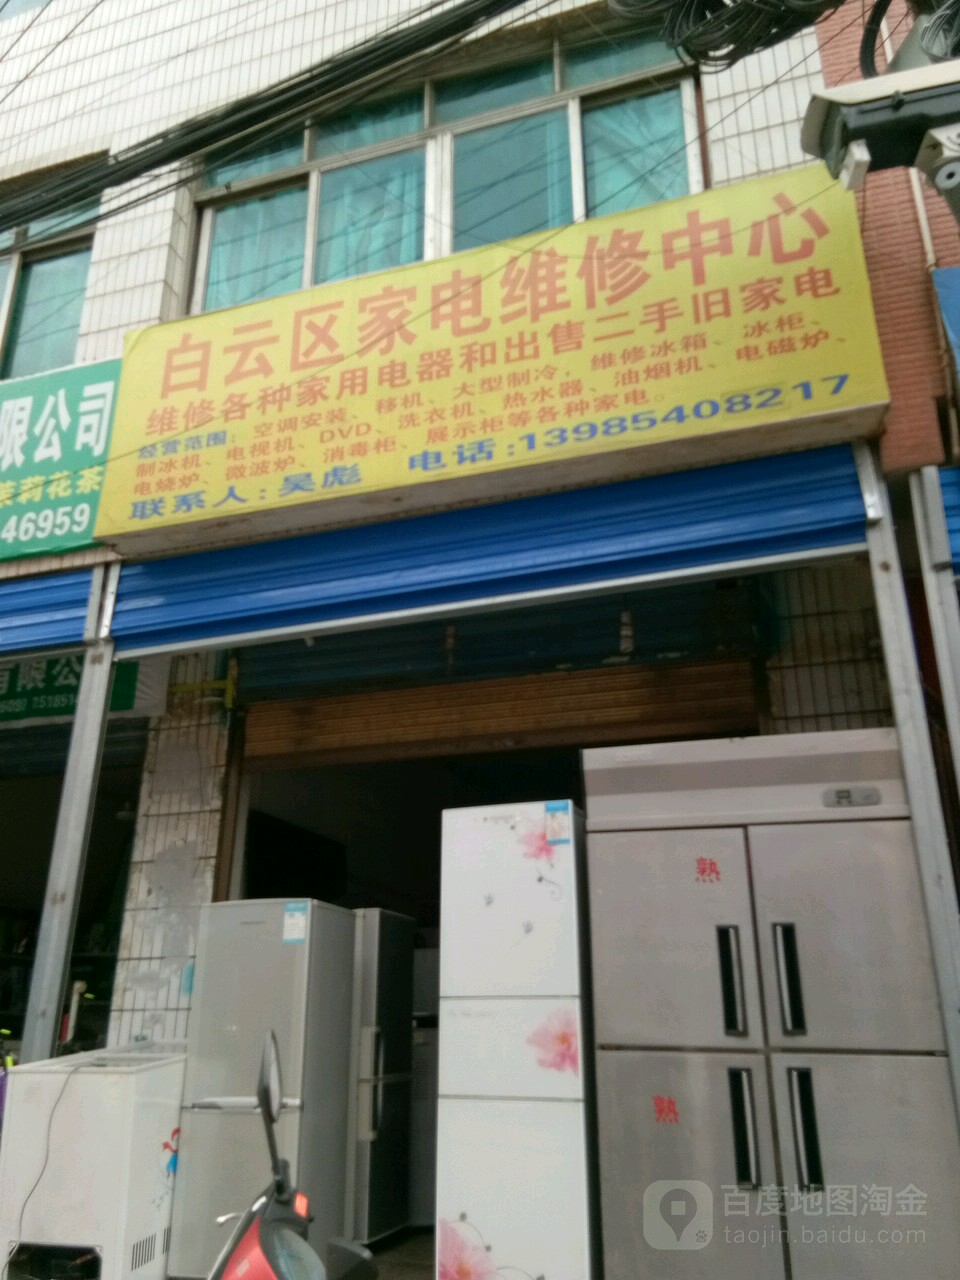 白云区家电维修中心
维修各种家用电器和出售二手旧家电
经营范围：空调安装、移机、大型制冷，维修冰箱、冰柜、
制冰机、电视机、DVD、洗衣机、热水器、油烟机、电磁炉、
电烧炉、微波炉、消毒柜、展示柜等各种家电。
联系人：吴彪 电话：13985408217
限公司
茉莉花茶
46959
有限公
熟
熟
百度地图淘金
taojin.baidu.com